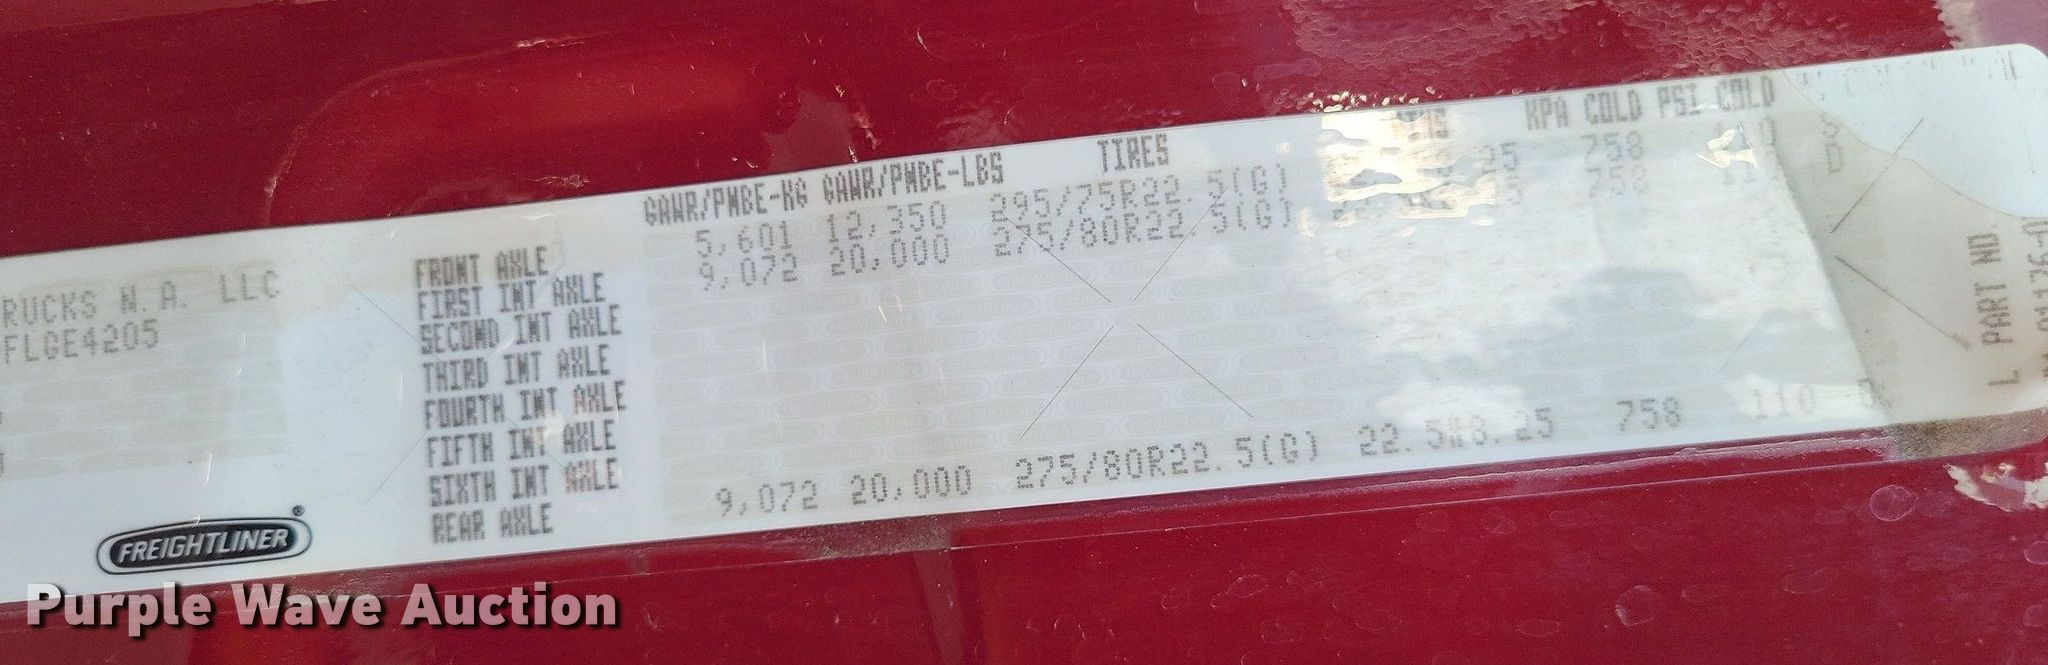 GAWR/PNBE-KG GAWR/PNBE-LBS TIRES KPA COLD PSI COLD
FRONT AXLE 5,601 12,350 295/75R22.5(G) 758
FIRST INT AXLE 9,072 20,000 275/80R22.5(G) 758
SECOND INT AXLE
THIRD INT AXLE
FOURTH INT AXLE
FIFTH INT AXLE
SIXTH INT AXLE
REAR AXLE 9,072 20,000 275/80R22.5(G) 22.5X8.25 758 110
RUCKS N.A. LLC
FLGE4205
FREIGHTLINER®
L PART NO.
Purple Wave Auction